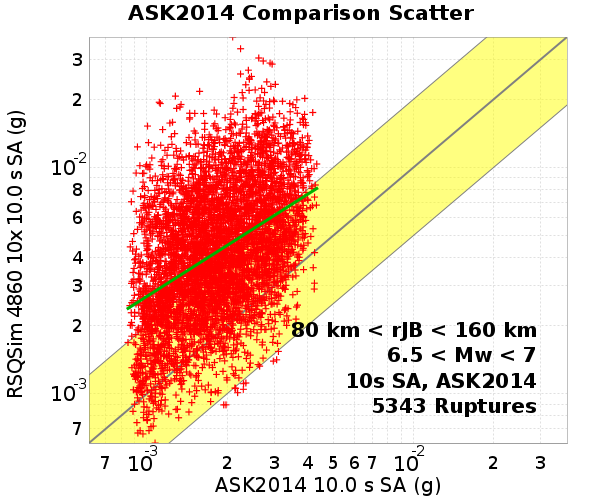 ASK2014 Comparison Scatter
RSQSim 4860 10x 10.0 s SA (g)
3
2
10-2
8
6
4
3
2
10-3
7
80 km < rJB < 160 km
6.5 < Mw < 7
10s SA, ASK2014
5343 Ruptures
7 10-3 2 3 4 5 6 7 10-2 2 3
ASK2014 10.0 s SA (g)